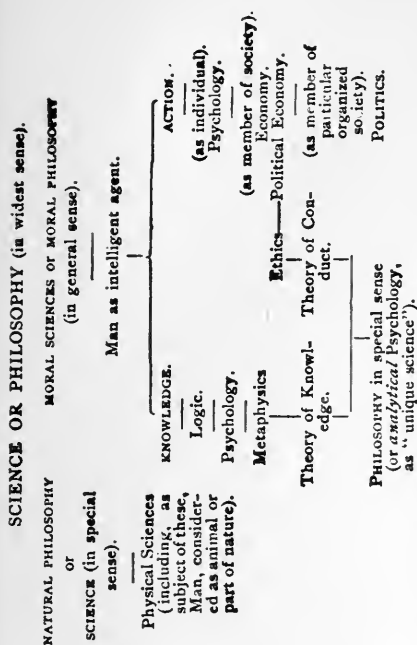 SCIENCE OR PHILOSOPHY (in widest sense).
NATURAL PHILOSOPHY
or
SCIENCE (in special
sense).
Physical Sciences
(including, as
subject of these,
Man, consider-
ed as animal or
part of nature).
MORAL SCIENCES OR MORAL PHILOSOPHY
(in general sense).
Man as intelligent agent.
KNOWLEDGE.
Logic.
Psychology.
Metaphysics
Theory of Knowl-
edge.
ACTION.
(as individual).
Psychology.
(as member of society).
Economy.
Ethics—Political Economy.
Theory of Con-
duct.
(as member of
particular
organized
society).
POLITICS.
PHILOSOPHY in special sense
(or analytical Psychology,
as "unique science").